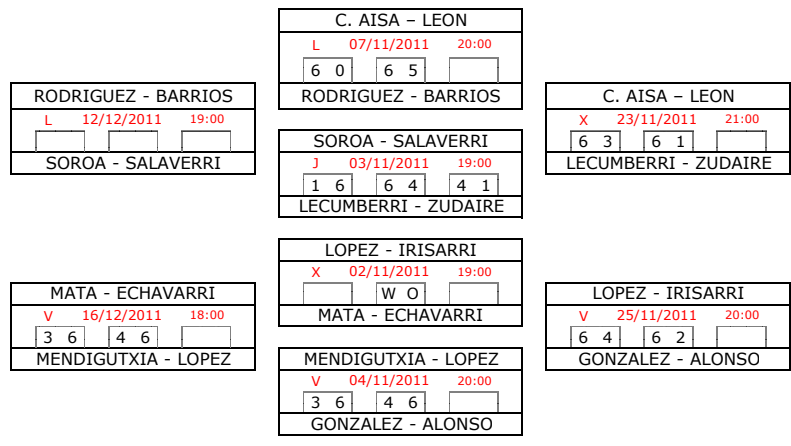 C. AISA – LEON
L 07/11/2011 20:00
6 0 6 5
RODRIGUEZ - BARRIOS
RODRIGUEZ - BARRIOS
L 12/12/2011 19:00
SOROA - SALAVERRI
C. AISA – LEON
X 23/11/2011 21:00
6 3 6 1
LECUMBERRI - ZUDAIRE
SOROA - SALAVERRI
J 03/11/2011 19:00
1 6 6 4 4 1
LECUMBERRI - ZUDAIRE
LOPEZ - IRISARRI
X 02/11/2011 19:00
W O
MATA - ECHAVARRI
MATA - ECHAVARRI
V 16/12/2011 18:00
3 6 4 6
MENDIGUTXIA - LOPEZ
LOPEZ - IRISARRI
V 25/11/2011 20:00
6 4 6 2
GONZALEZ - ALONSO
MENDIGUTXIA - LOPEZ
V 04/11/2011 20:00
3 6 4 6
GONZALEZ - ALONSO